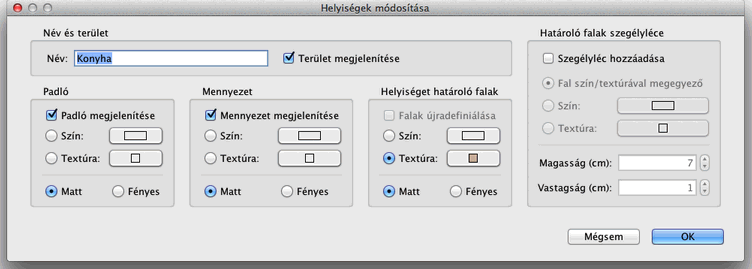 Helyiségek módosítása
Név és terület
Név: Konyha
Terület megjelenítése
Padló
Padló megjelenítése
Szín:
Textúra:
Matt Fényes
Mennyezet
Mennyezet megjelenítése
Szín:
Textúra:
Matt Fényes
Helyiséget határoló falak
Falak újradefiniálása
Szín:
Textúra:
Matt Fényes
Határoló falak szegélyléce
Szegélyléc hozzáadása
Fal szín/textúrával megegyező
Szín:
Textúra:
Magasság (cm): 7
Vastagság (cm): 1
Mégsem OK